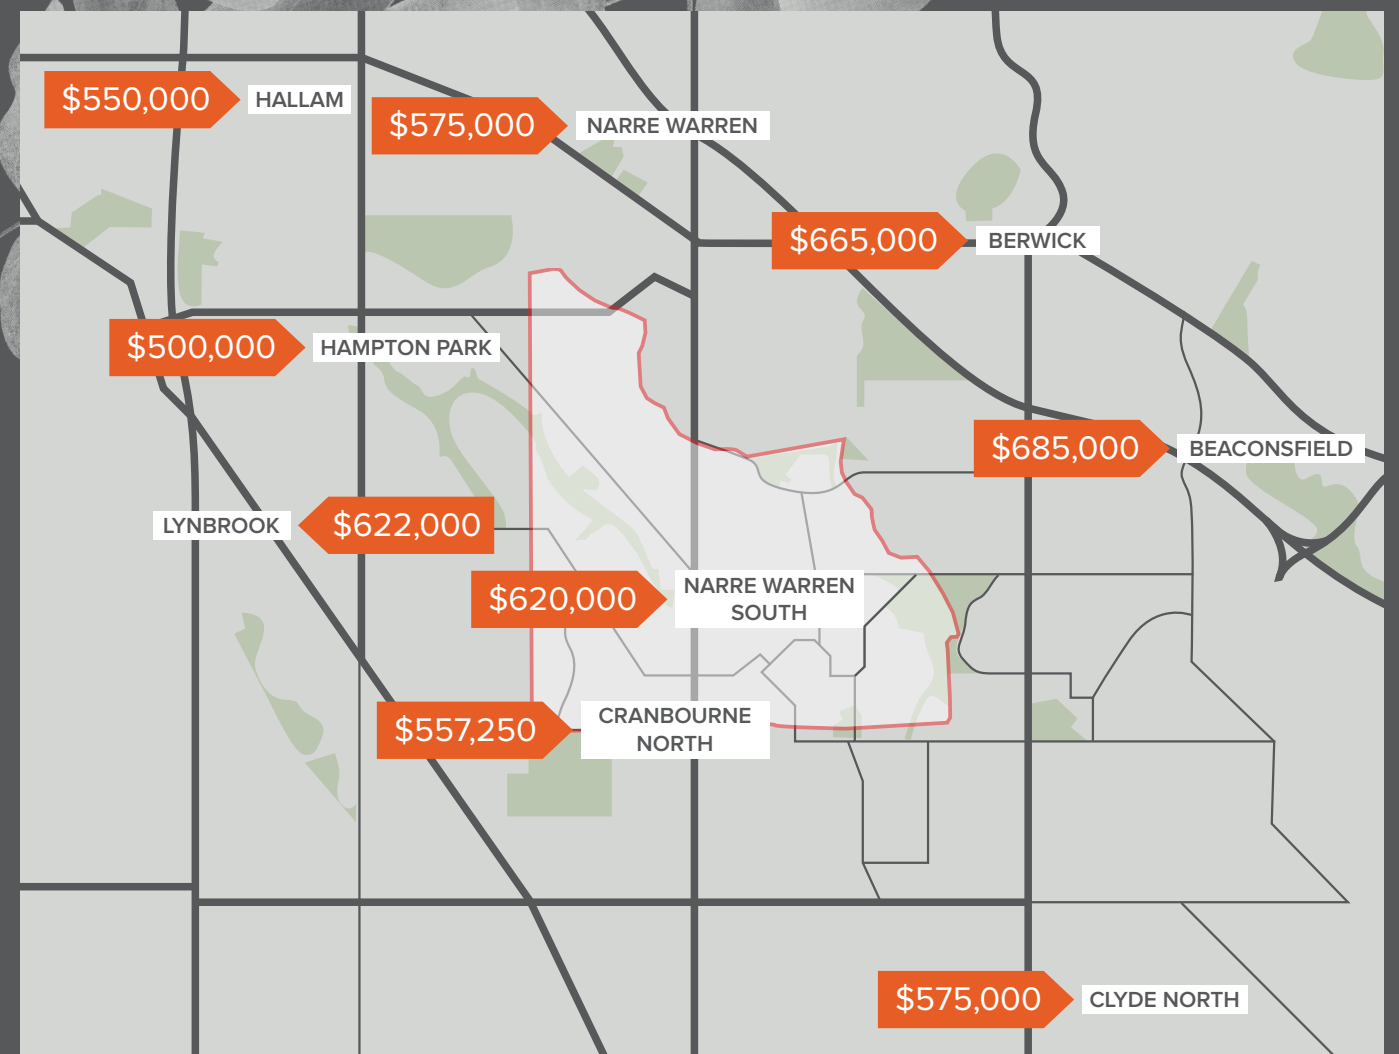 $550,000
HALLAM
$575,000
NARRE WARREN
$665,000
BERWICK
$500,000
HAMPTON PARK
$685,000
BEACONSFIELD
LYNBROOK
$622,000
$620,000
NARRE WARREN
SOUTH
$557,250
CRANBOURNE
NORTH
$575,000
CLYDE NORTH